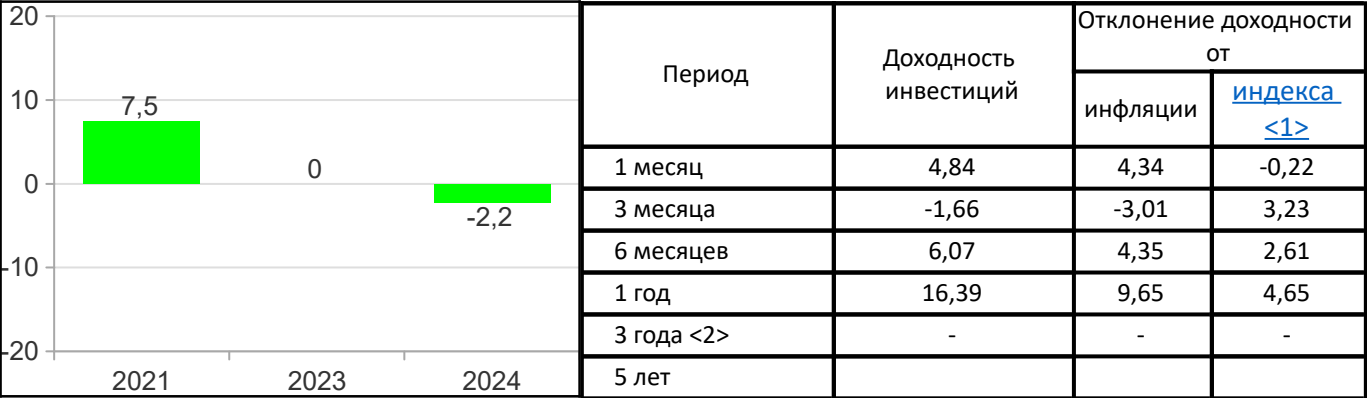 20
10
0
-10
-20
7,5
0
-2,2
2021 2023 2024
Период
Доходность
инвестиций
Отклонение доходности
от
инфляции
индекса
<1>
1 месяц 4,84 4,34 -0,22
3 месяца -1,66 -3,01 3,23
6 месяцев 6,07 4,35 2,61
1 год 16,39 9,65 4,65
3 года <2> - - -
5 лет